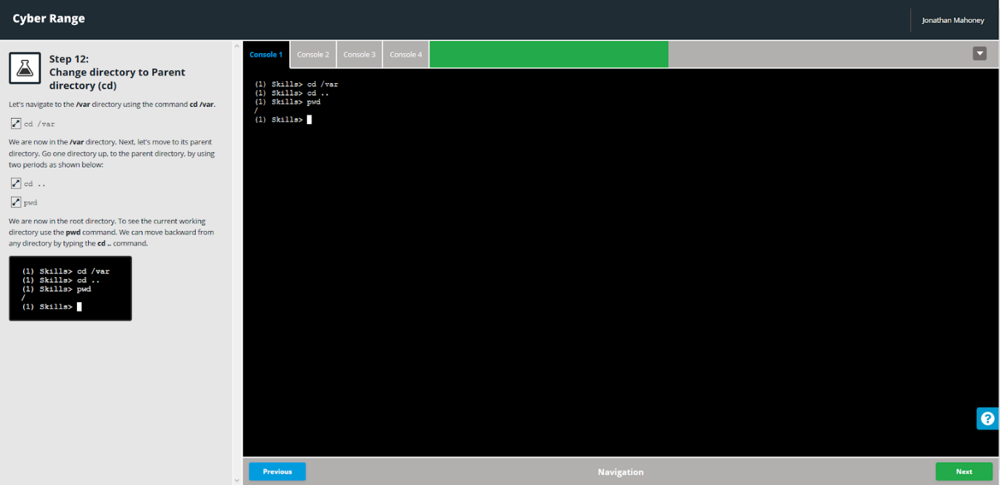 Cyber Range
Jonathan Mahoney
Step 12:
Change directory to Parent
directory (cd)
Let's navigate to the /var directory using the command cd /var.
cd /var
We are now in the /var directory. Next, let's move to its parent
directory. Go one directory up, to the parent directory, by using
two periods as shown below:
cd ..
pwd
We are now in the root directory. To see the current working
directory use the pwd command. We can move backward from
any directory by typing the cd .. command.
(1) Skills> cd /var
(1) Skills> cd ..
(1) Skills> pwd
/
(1) Skills>
Console 1 Console 2 Console 3 Console 4
(1) Skills> cd /var
(1) Skills> cd ..
(1) Skills> pwd
/
(1) Skills>
?
Previous Navigation Next